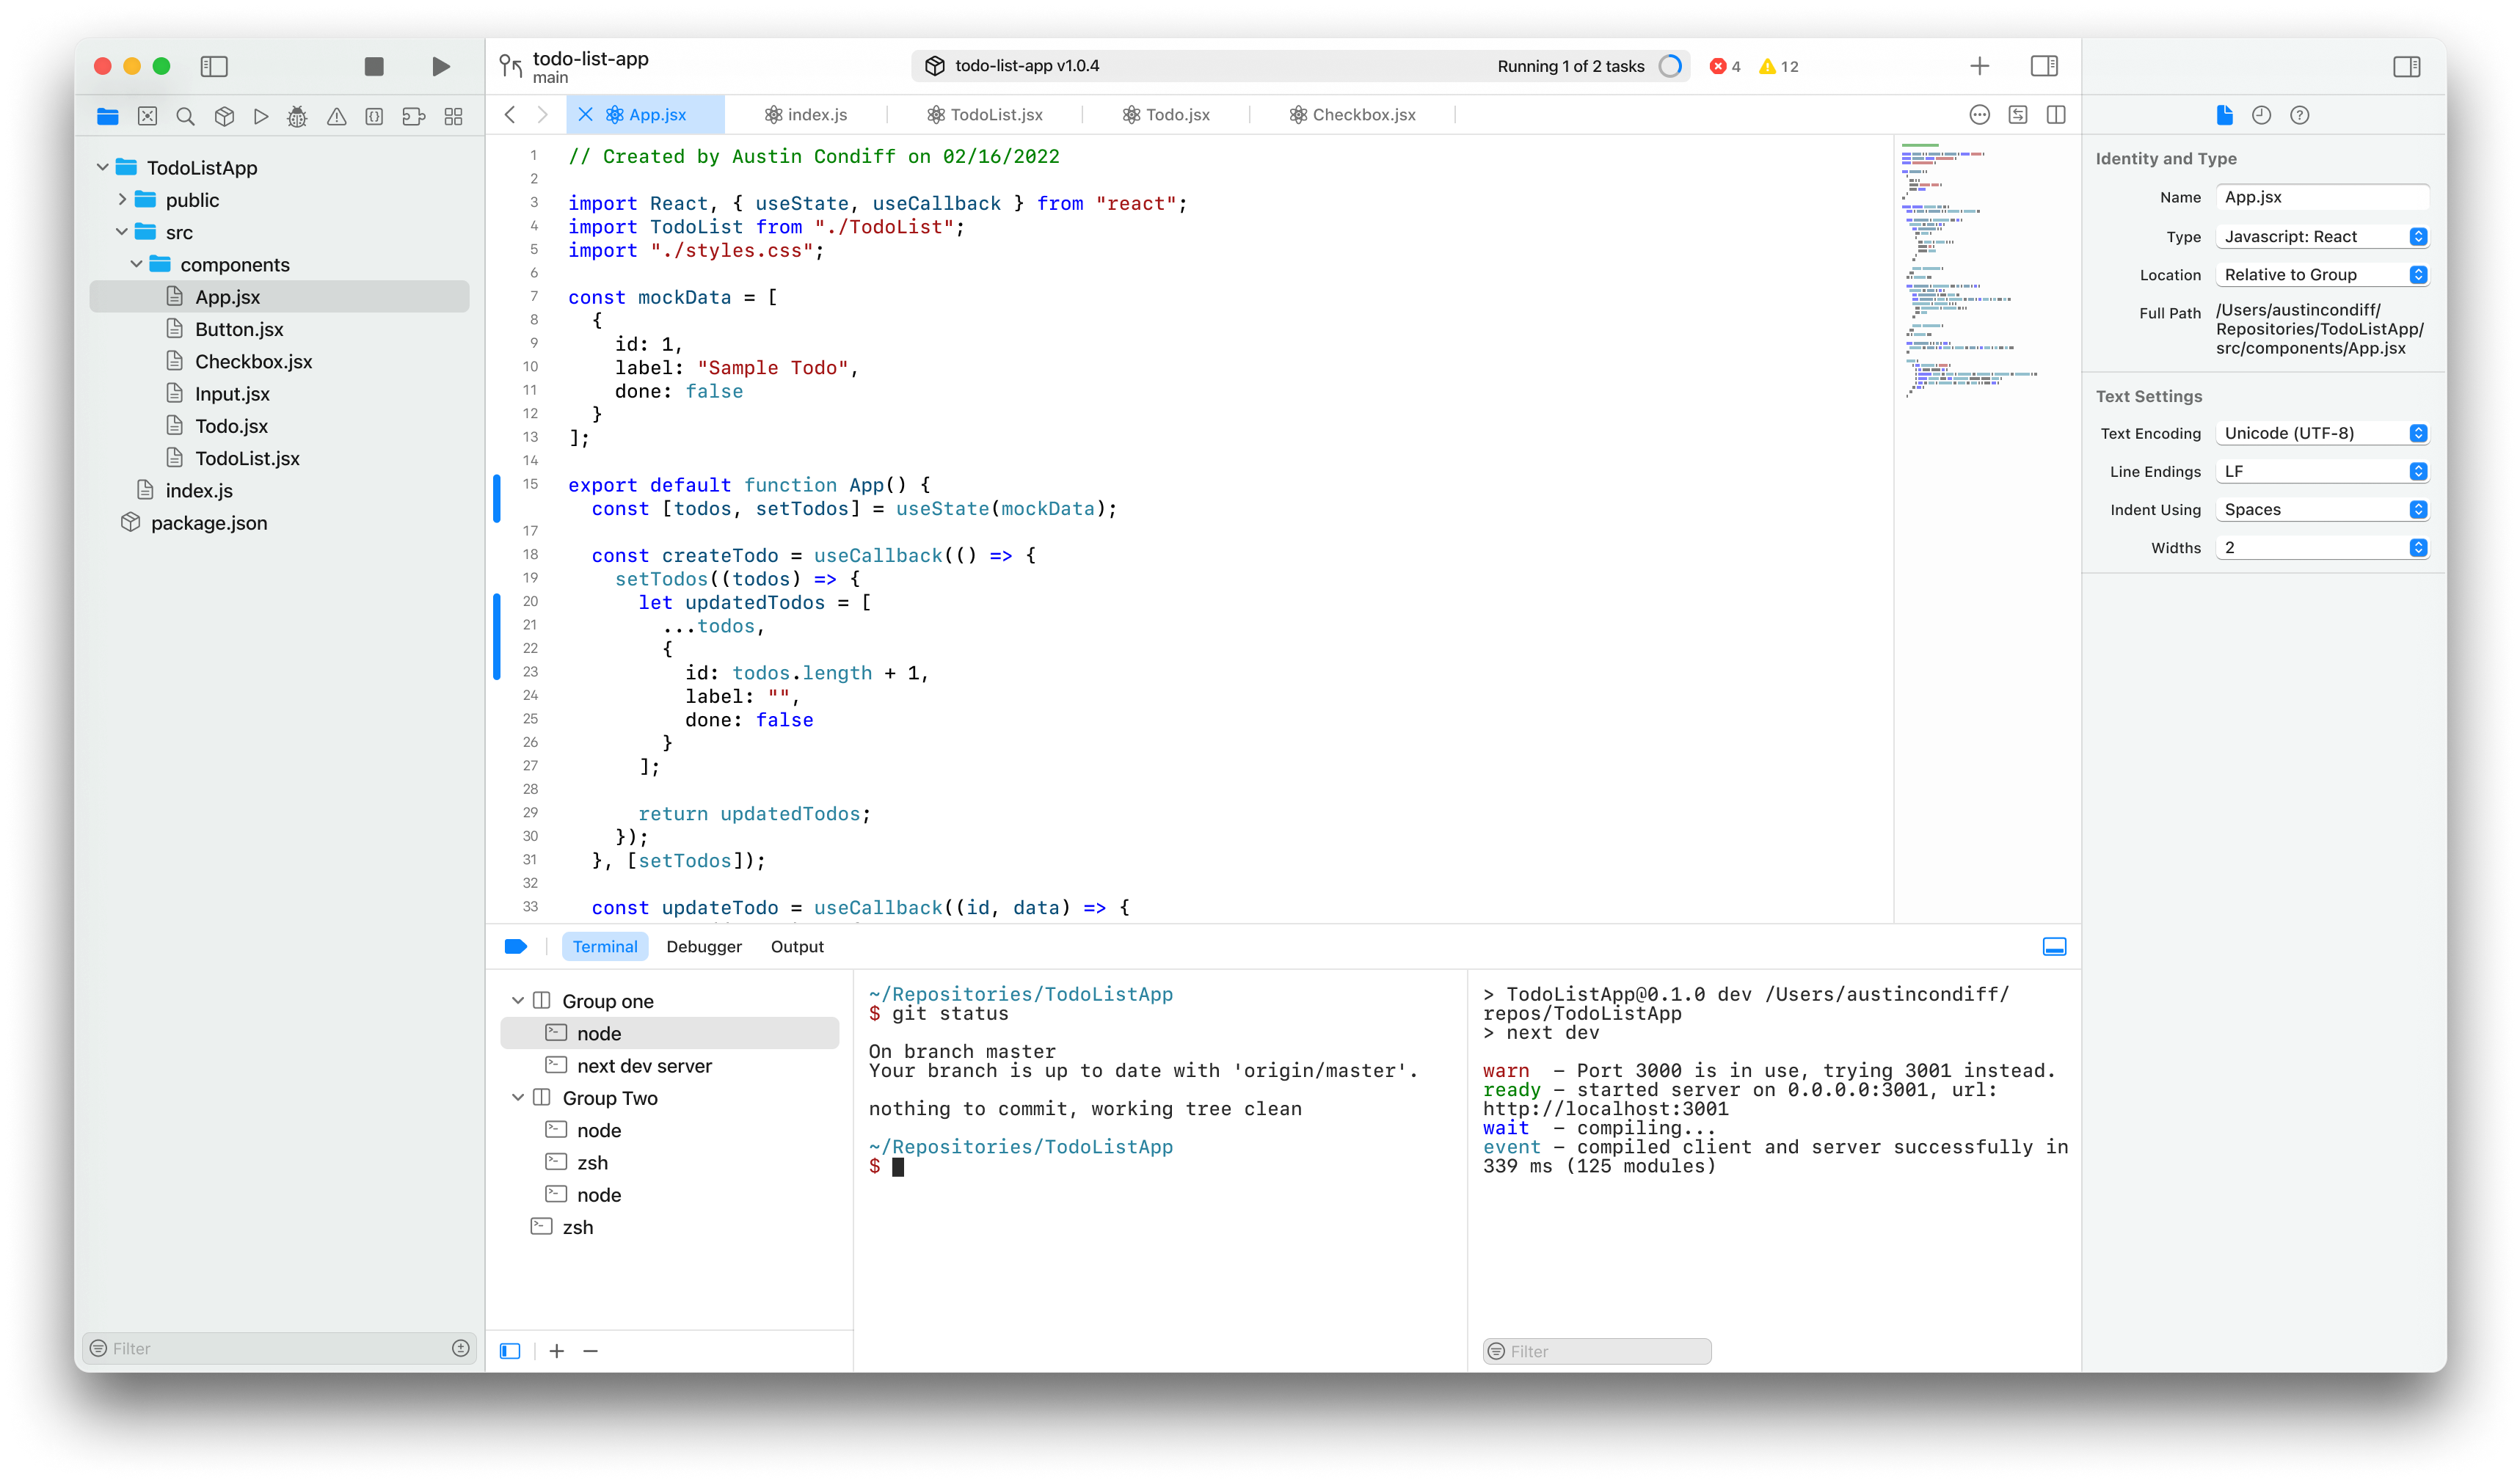 todo-list-app
main
todo-list-app v1.0.4
Running 1 of 2 tasks
4
12
App.jsx
index.js
TodoList.jsx
Todo.jsx
Checkbox.jsx
TodoListApp
public
src
components
App.jsx
Button.jsx
Checkbox.jsx
Input.jsx
Todo.jsx
TodoList.jsx
index.js
package.json
Filter
1 // Created by Austin Condiff on 02/16/2022
2
3 import React, { useState, useCallback } from "react";
4 import TodoList from "./TodoList";
5 import "./styles.css";
6
7 const mockData = [
8 {
9 id: 1,
10 label: "Sample Todo",
11 done: false
12 }
13 ];
14
15 export default function App() {
const [todos, setTodos] = useState(mockData);
17
18 const createTodo = useCallback(() => {
19 setTodos((todos) => {
20 let updatedTodos = [
21 ...todos,
22 {
23 id: todos.length + 1,
24 label: "",
25 done: false
26 }
27 ];
28
29 return updatedTodos;
30 });
31 }, [setTodos]);
32
33 const updateTodo = useCallback((id, data) => {
Terminal
Debugger
Output
Group one
node
next dev server
Group Two
node
zsh
node
zsh
~/Repositories/TodoListApp
$ git status
On branch master
Your branch is up to date with 'origin/master'.
nothing to commit, working tree clean
~/Repositories/TodoListApp
$
> TodoListApp@0.1.0 dev /Users/austincondiff/
repos/TodoListApp
> next dev
warn – Port 3000 is in use, trying 3001 instead.
ready – started server on 0.0.0.0:3001, url:
http://localhost:3001
wait – compiling...
event – compiled client and server successfully in
339 ms (125 modules)
Filter
Identity and Type
Name App.jsx
Type Javascript: React
Location Relative to Group
Full Path /Users/austincondiff/
Repositories/TodoListApp/
src/components/App.jsx
Text Settings
Text Encoding Unicode (UTF-8)
Line Endings LF
Indent Using Spaces
Widths 2